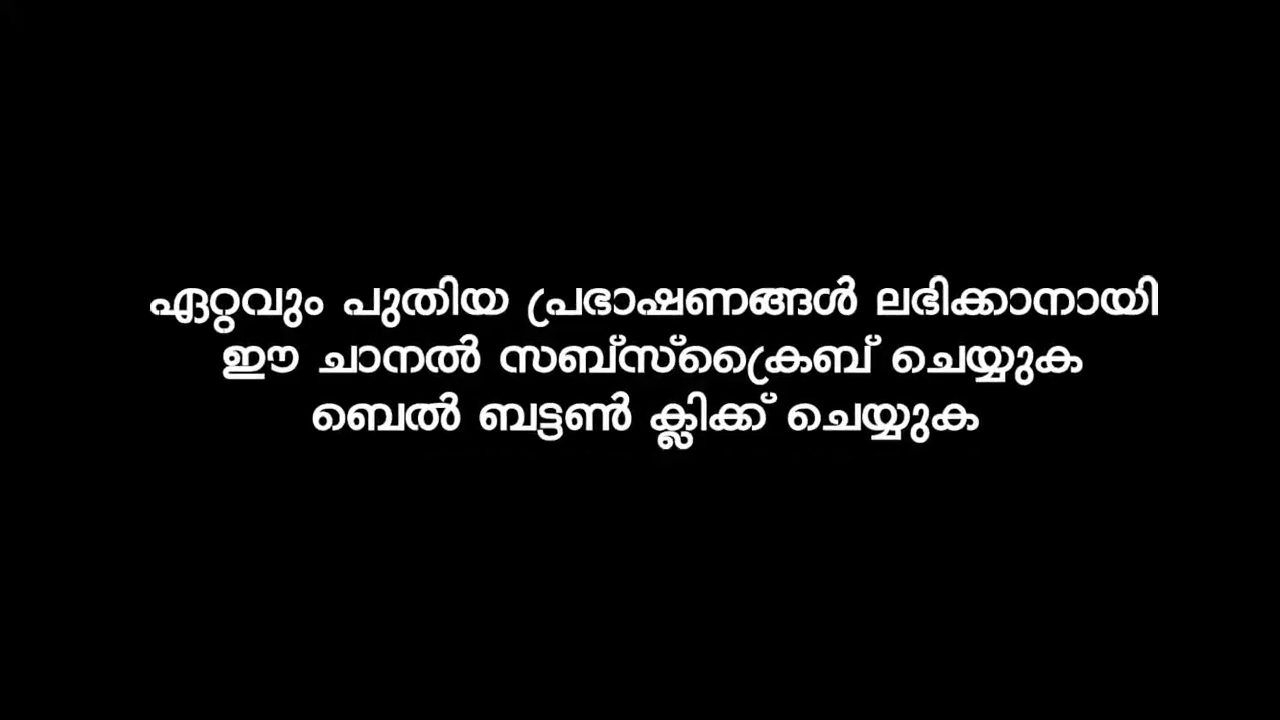 ഏറ്റവും പുതിയ പ്രഭാഷണങ്ങൾ ലഭിക്കാനായി
ഈ ചാനൽ സബ്സ്ക്രൈബ് ചെയ്യുക
ബെൽ ബട്ടൺ ക്ലിക്ക് ചെയ്യുക